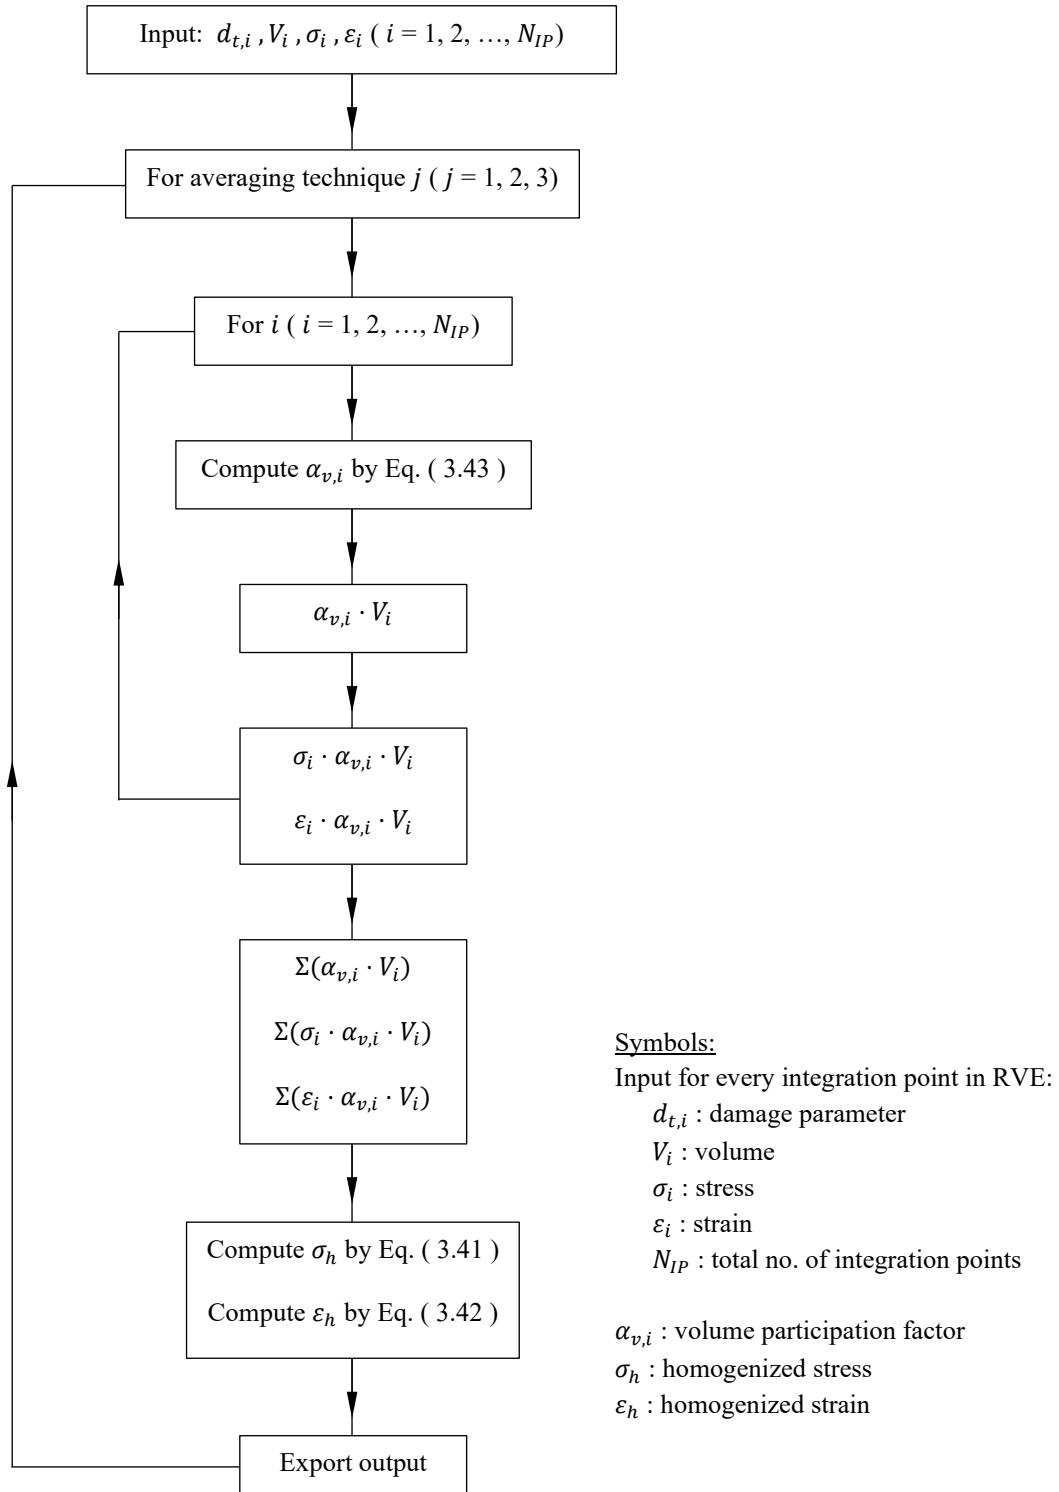 Input: d_{t,i} , V_i , σ_i , ε_i ( i = 1, 2, …, N_{IP})
For averaging technique j ( j = 1, 2, 3)
For i ( i = 1, 2, …, N_{IP})
Compute α_{v,i} by Eq. ( 3.43 )
α_{v,i} · V_i
σ_i · α_{v,i} · V_i
ε_i · α_{v,i} · V_i
Σ(α_{v,i} · V_i)
Σ(σ_i · α_{v,i} · V_i)
Σ(ε_i · α_{v,i} · V_i)
Compute σ_h by Eq. ( 3.41 )
Compute ε_h by Eq. ( 3.42 )
Export output
Symbols:
Input for every integration point in RVE:
d_{t,i} : damage parameter
V_i : volume
σ_i : stress
ε_i : strain
N_{IP} : total no. of integration points
α_{v,i} : volume participation factor
σ_h : homogenized stress
ε_h : homogenized strain